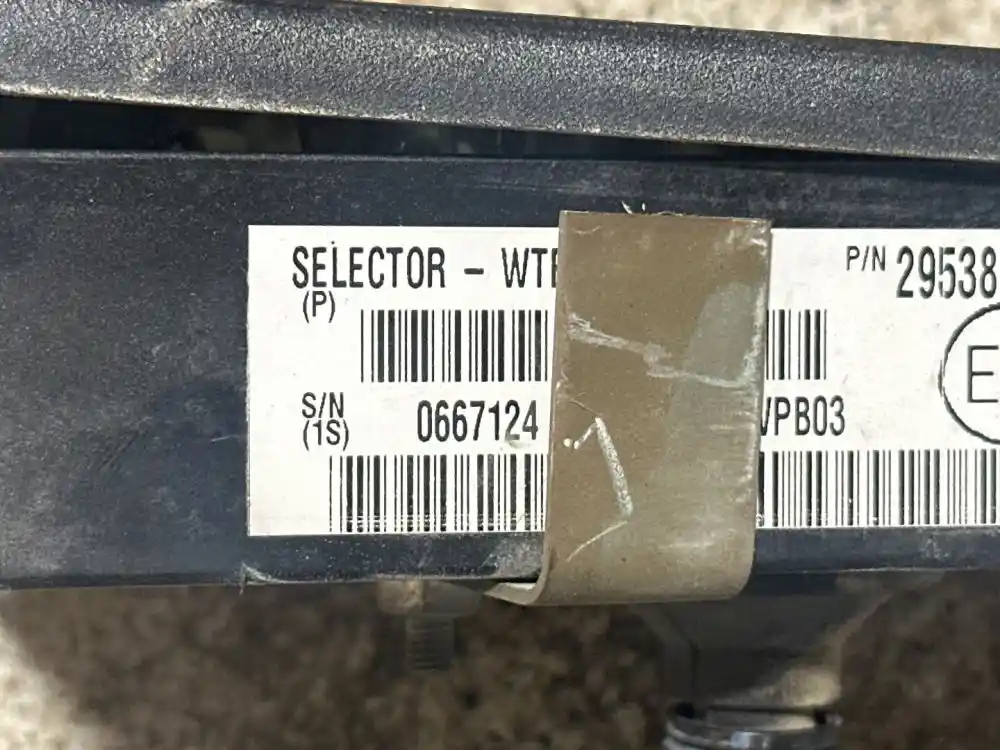 SELECTOR - WT
P/N 29538
(P)
E
S/N 0667124 VPB03
(1S)